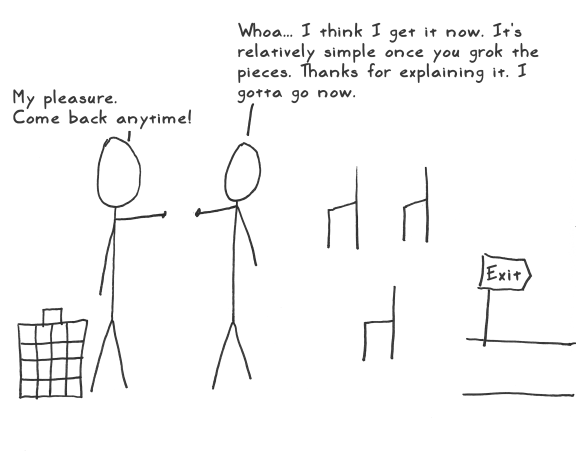 Whoa... I think I get it now. It's
relatively simple once you grok the
pieces. Thanks for explaining it. I
gotta go now.
My pleasure.
Come back anytime!
Exit